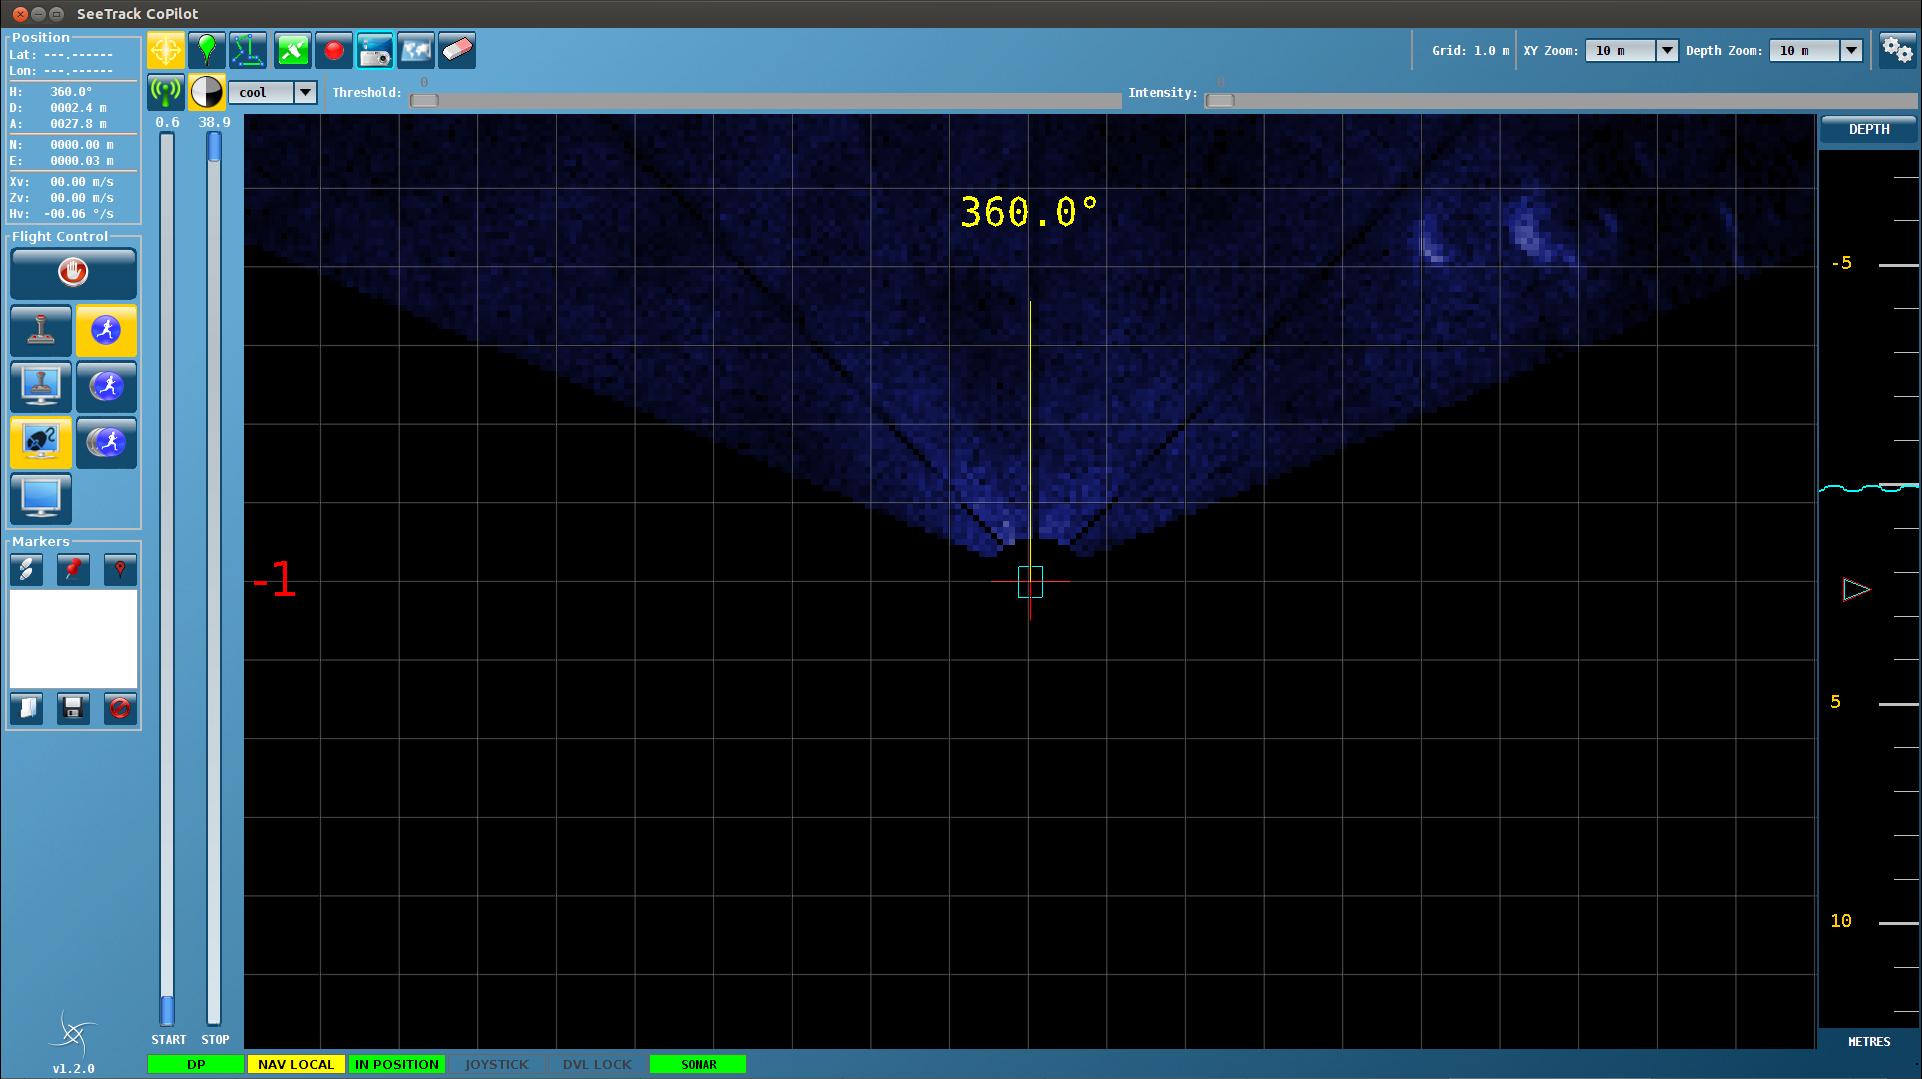 SeeTrack CoPilot
Position
Lat: ---.------
Lon: ---.------
H: 360.0°
D: 0002.4 m
A: 0027.8 m
N: 0000.00 m
E: 0000.03 m
Xv: 00.00 m/s
Zv: 00.00 m/s
Hv: -00.06 °/s
Flight Control
Markers
v1.2.0
Grid: 1.0 m
XY Zoom: 10 m
Depth Zoom: 10 m
cool
Threshold: 0
Intensity: 0
0.6 38.9
START STOP
360.0°
-1
DEPTH
-5
5
10
METRES
DP
NAV LOCAL
IN POSITION
JOYSTICK
DVL LOCK
SONAR